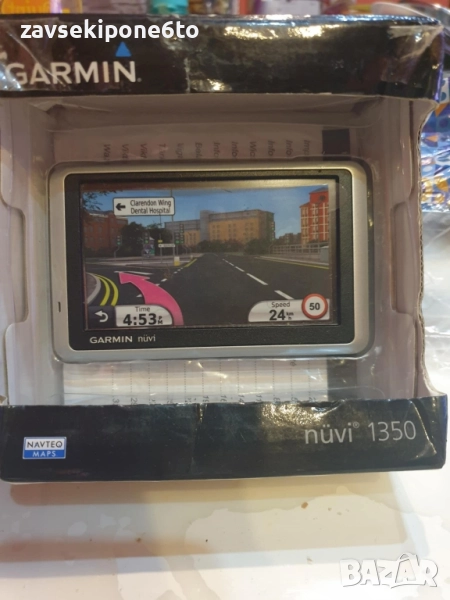 zavsekipone6to
GARMIN
Clarendon Wing
Dental Hospital
Time
4:53
Speed
24
50
GARMIN nüvi
nüvi® 1350
NAVTEQ
MAPS
BAZAR